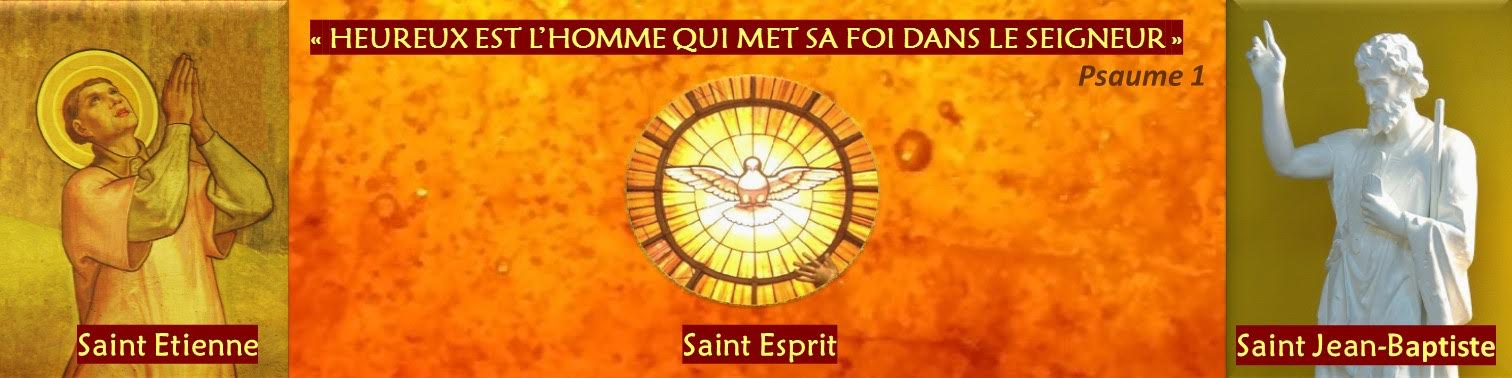 « HEUREUX EST L’HOMME QUI MET SA FOI DANS LE SEIGNEUR »
Psaume 1
Saint Etienne
Saint Esprit
Saint Jean-Baptiste